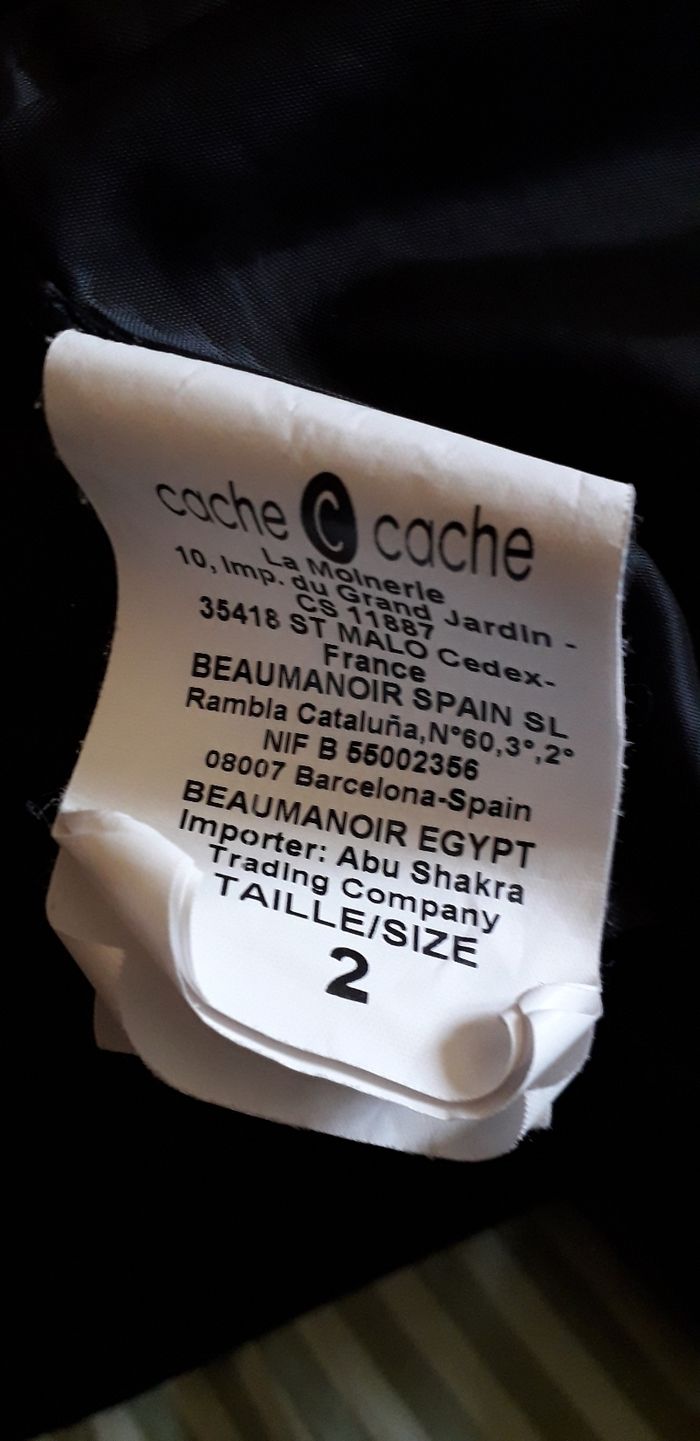 cache C cache
La Moinerie
10, Imp. du Grand Jardin -
CS 11887
35418 ST MALO Cedex-
France
BEAUMANOIR SPAIN SL
Rambla Cataluña,N°60,3°,2°
NIF B 55002356
08007 Barcelona-Spain
BEAUMANOIR EGYPT
Importer: Abu Shakra
Trading Company
TAILLE/SIZE
2